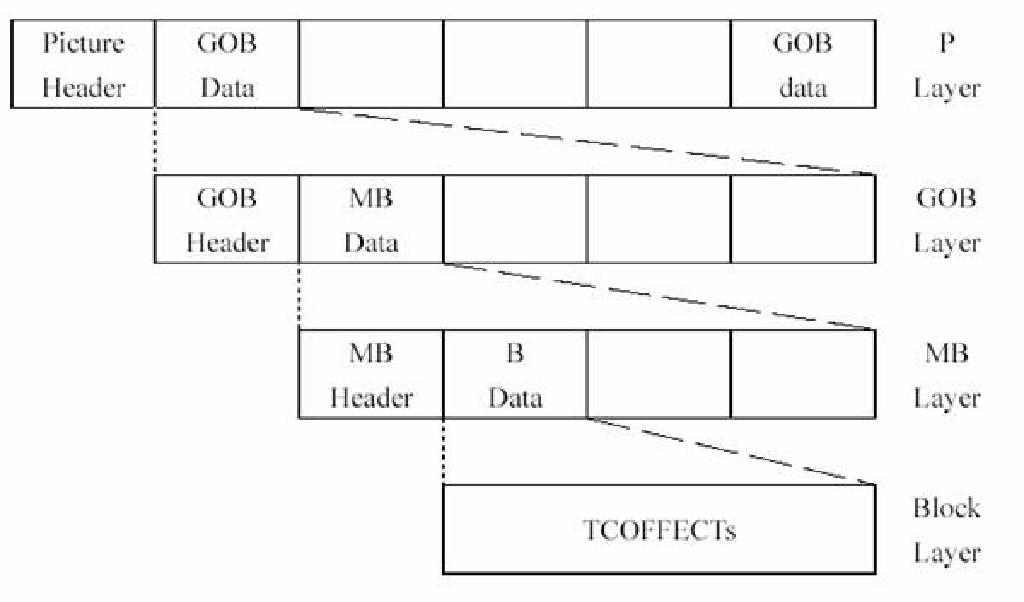 Picture GOB GOB P
Header Data data Layer
GOB MB GOB
Header Data Layer
MB B MB
Header Data Layer
Block
TCOFFECTs
Layer